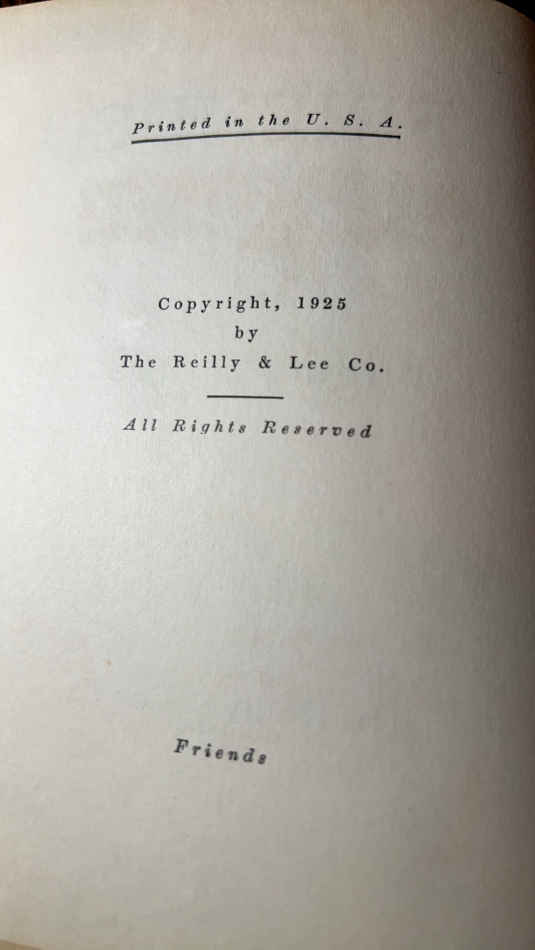 Printed in the U. S. A.
Copyright, 1925
by
The Reilly & Lee Co.
All Rights Reserved
Friends